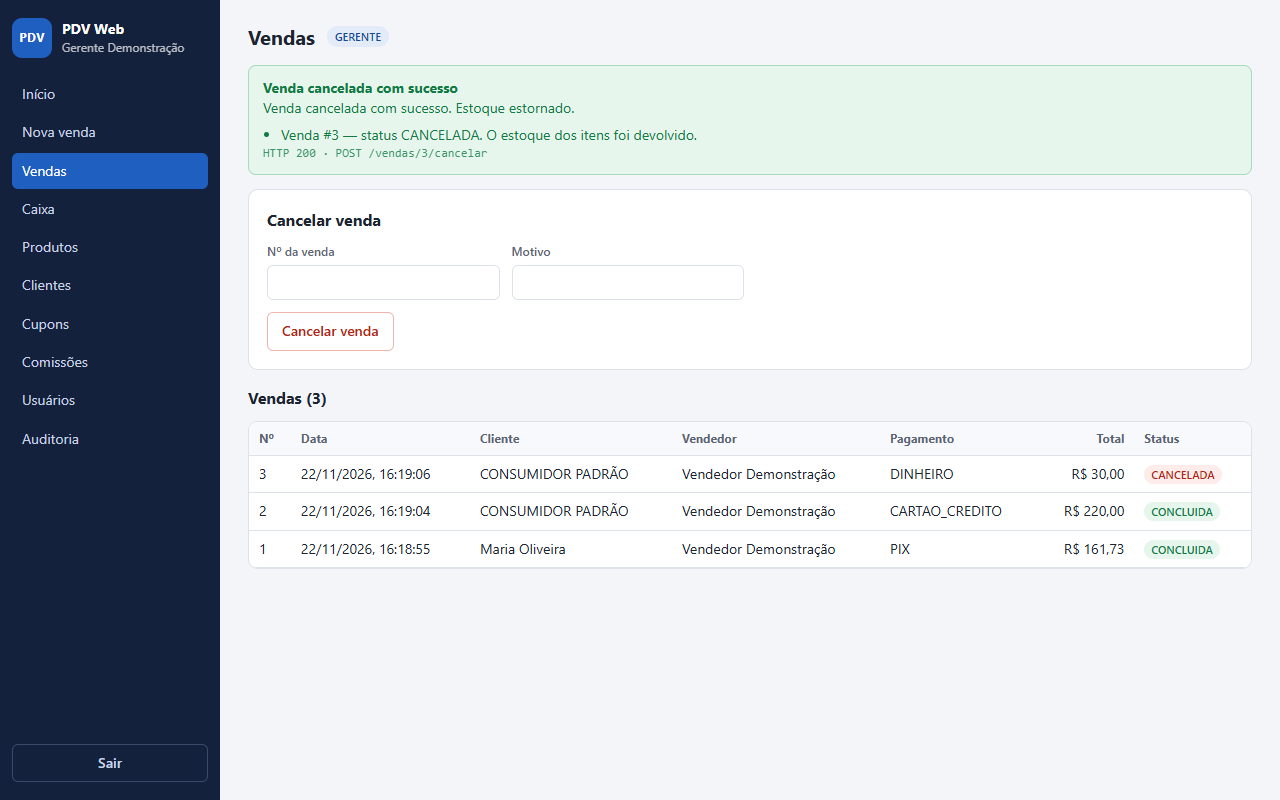 PDV
PDV Web
Gerente Demonstração
Início
Nova venda
Vendas
Caixa
Produtos
Clientes
Cupons
Comissões
Usuários
Auditoria
Sair
Vendas GERENTE
Venda cancelada com sucesso
Venda cancelada com sucesso. Estoque estornado.
• Venda #3 — status CANCELADA. O estoque dos itens foi devolvido.
HTTP 200 · POST /vendas/3/cancelar
Cancelar venda
Nº da venda Motivo
Cancelar venda
Vendas (3)
Nº Data Cliente Vendedor Pagamento Total Status
3 22/11/2026, 16:19:06 CONSUMIDOR PADRÃO Vendedor Demonstração DINHEIRO R$ 30,00 CANCELADA
2 22/11/2026, 16:19:04 CONSUMIDOR PADRÃO Vendedor Demonstração CARTAO_CREDITO R$ 220,00 CONCLUIDA
1 22/11/2026, 16:18:55 Maria Oliveira Vendedor Demonstração PIX R$ 161,73 CONCLUIDA